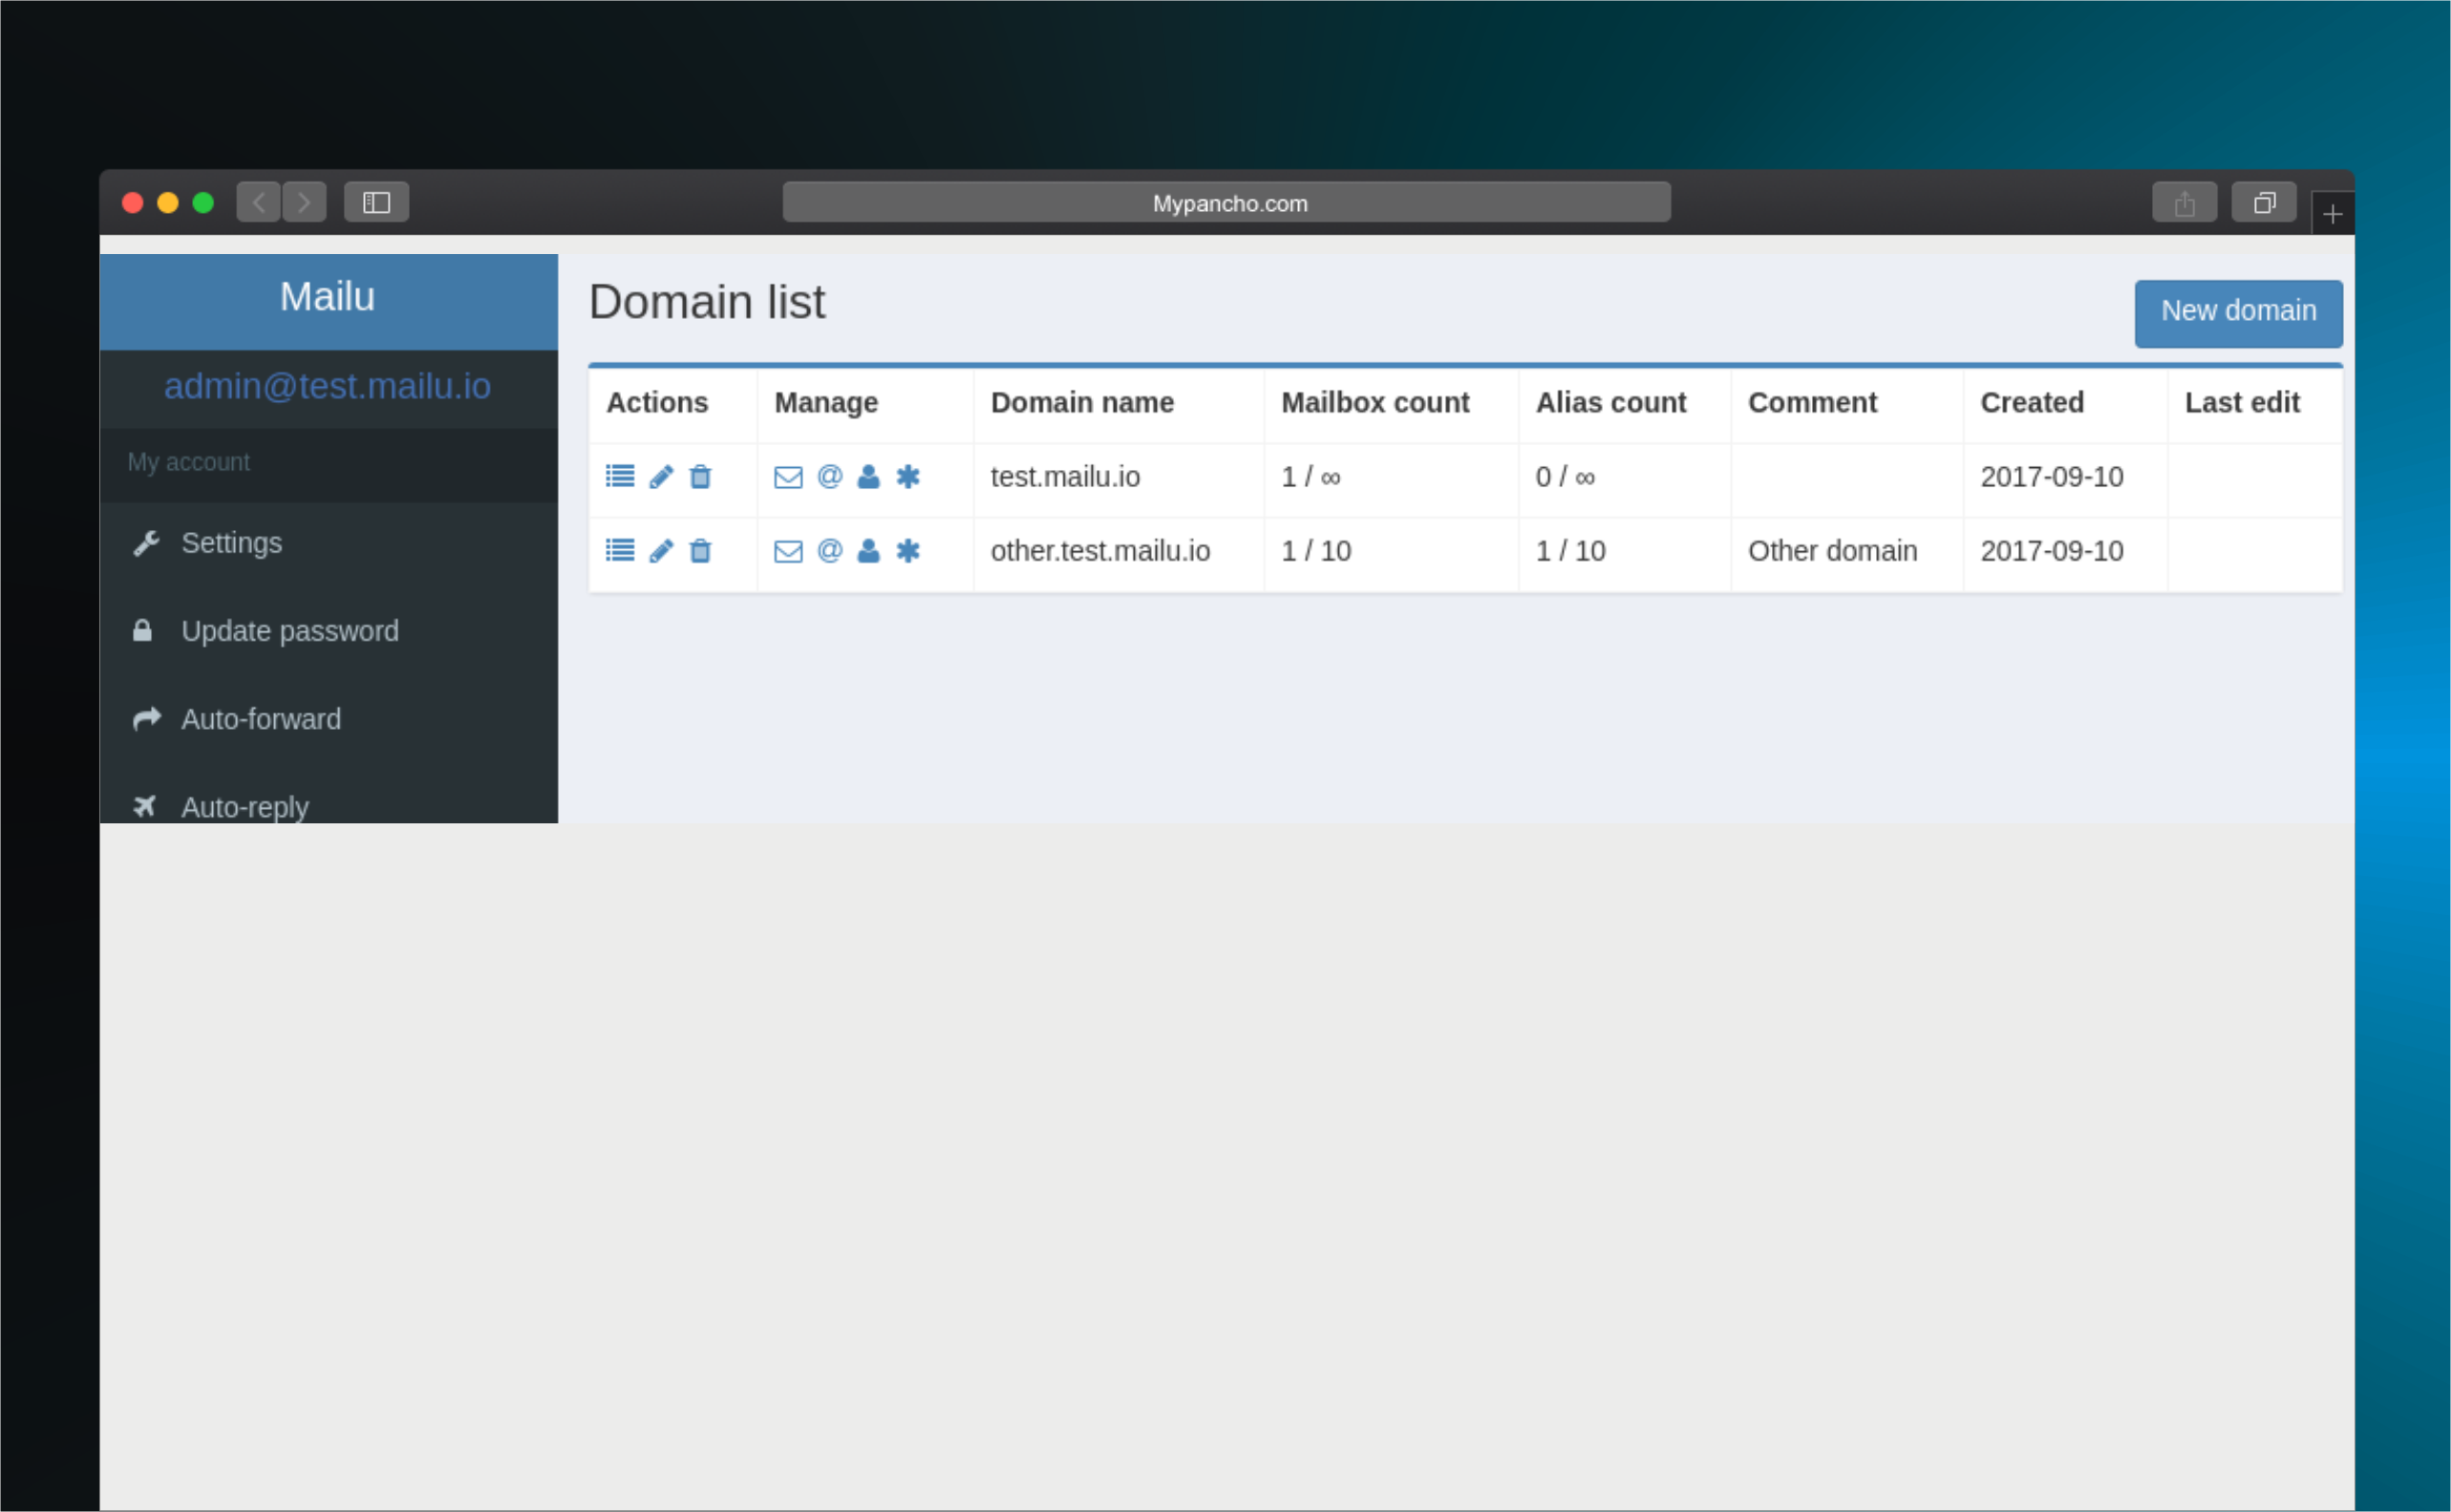 Mypancho.com
Mailu
admin@test.mailu.io
My account
Settings
Update password
Auto-forward
Auto-reply
Domain list
New domain
Actions Manage Domain name Mailbox count Alias count Comment Created Last edit
test.mailu.io 1 / ∞ 0 / ∞ 2017-09-10
other.test.mailu.io 1 / 10 1 / 10 Other domain 2017-09-10